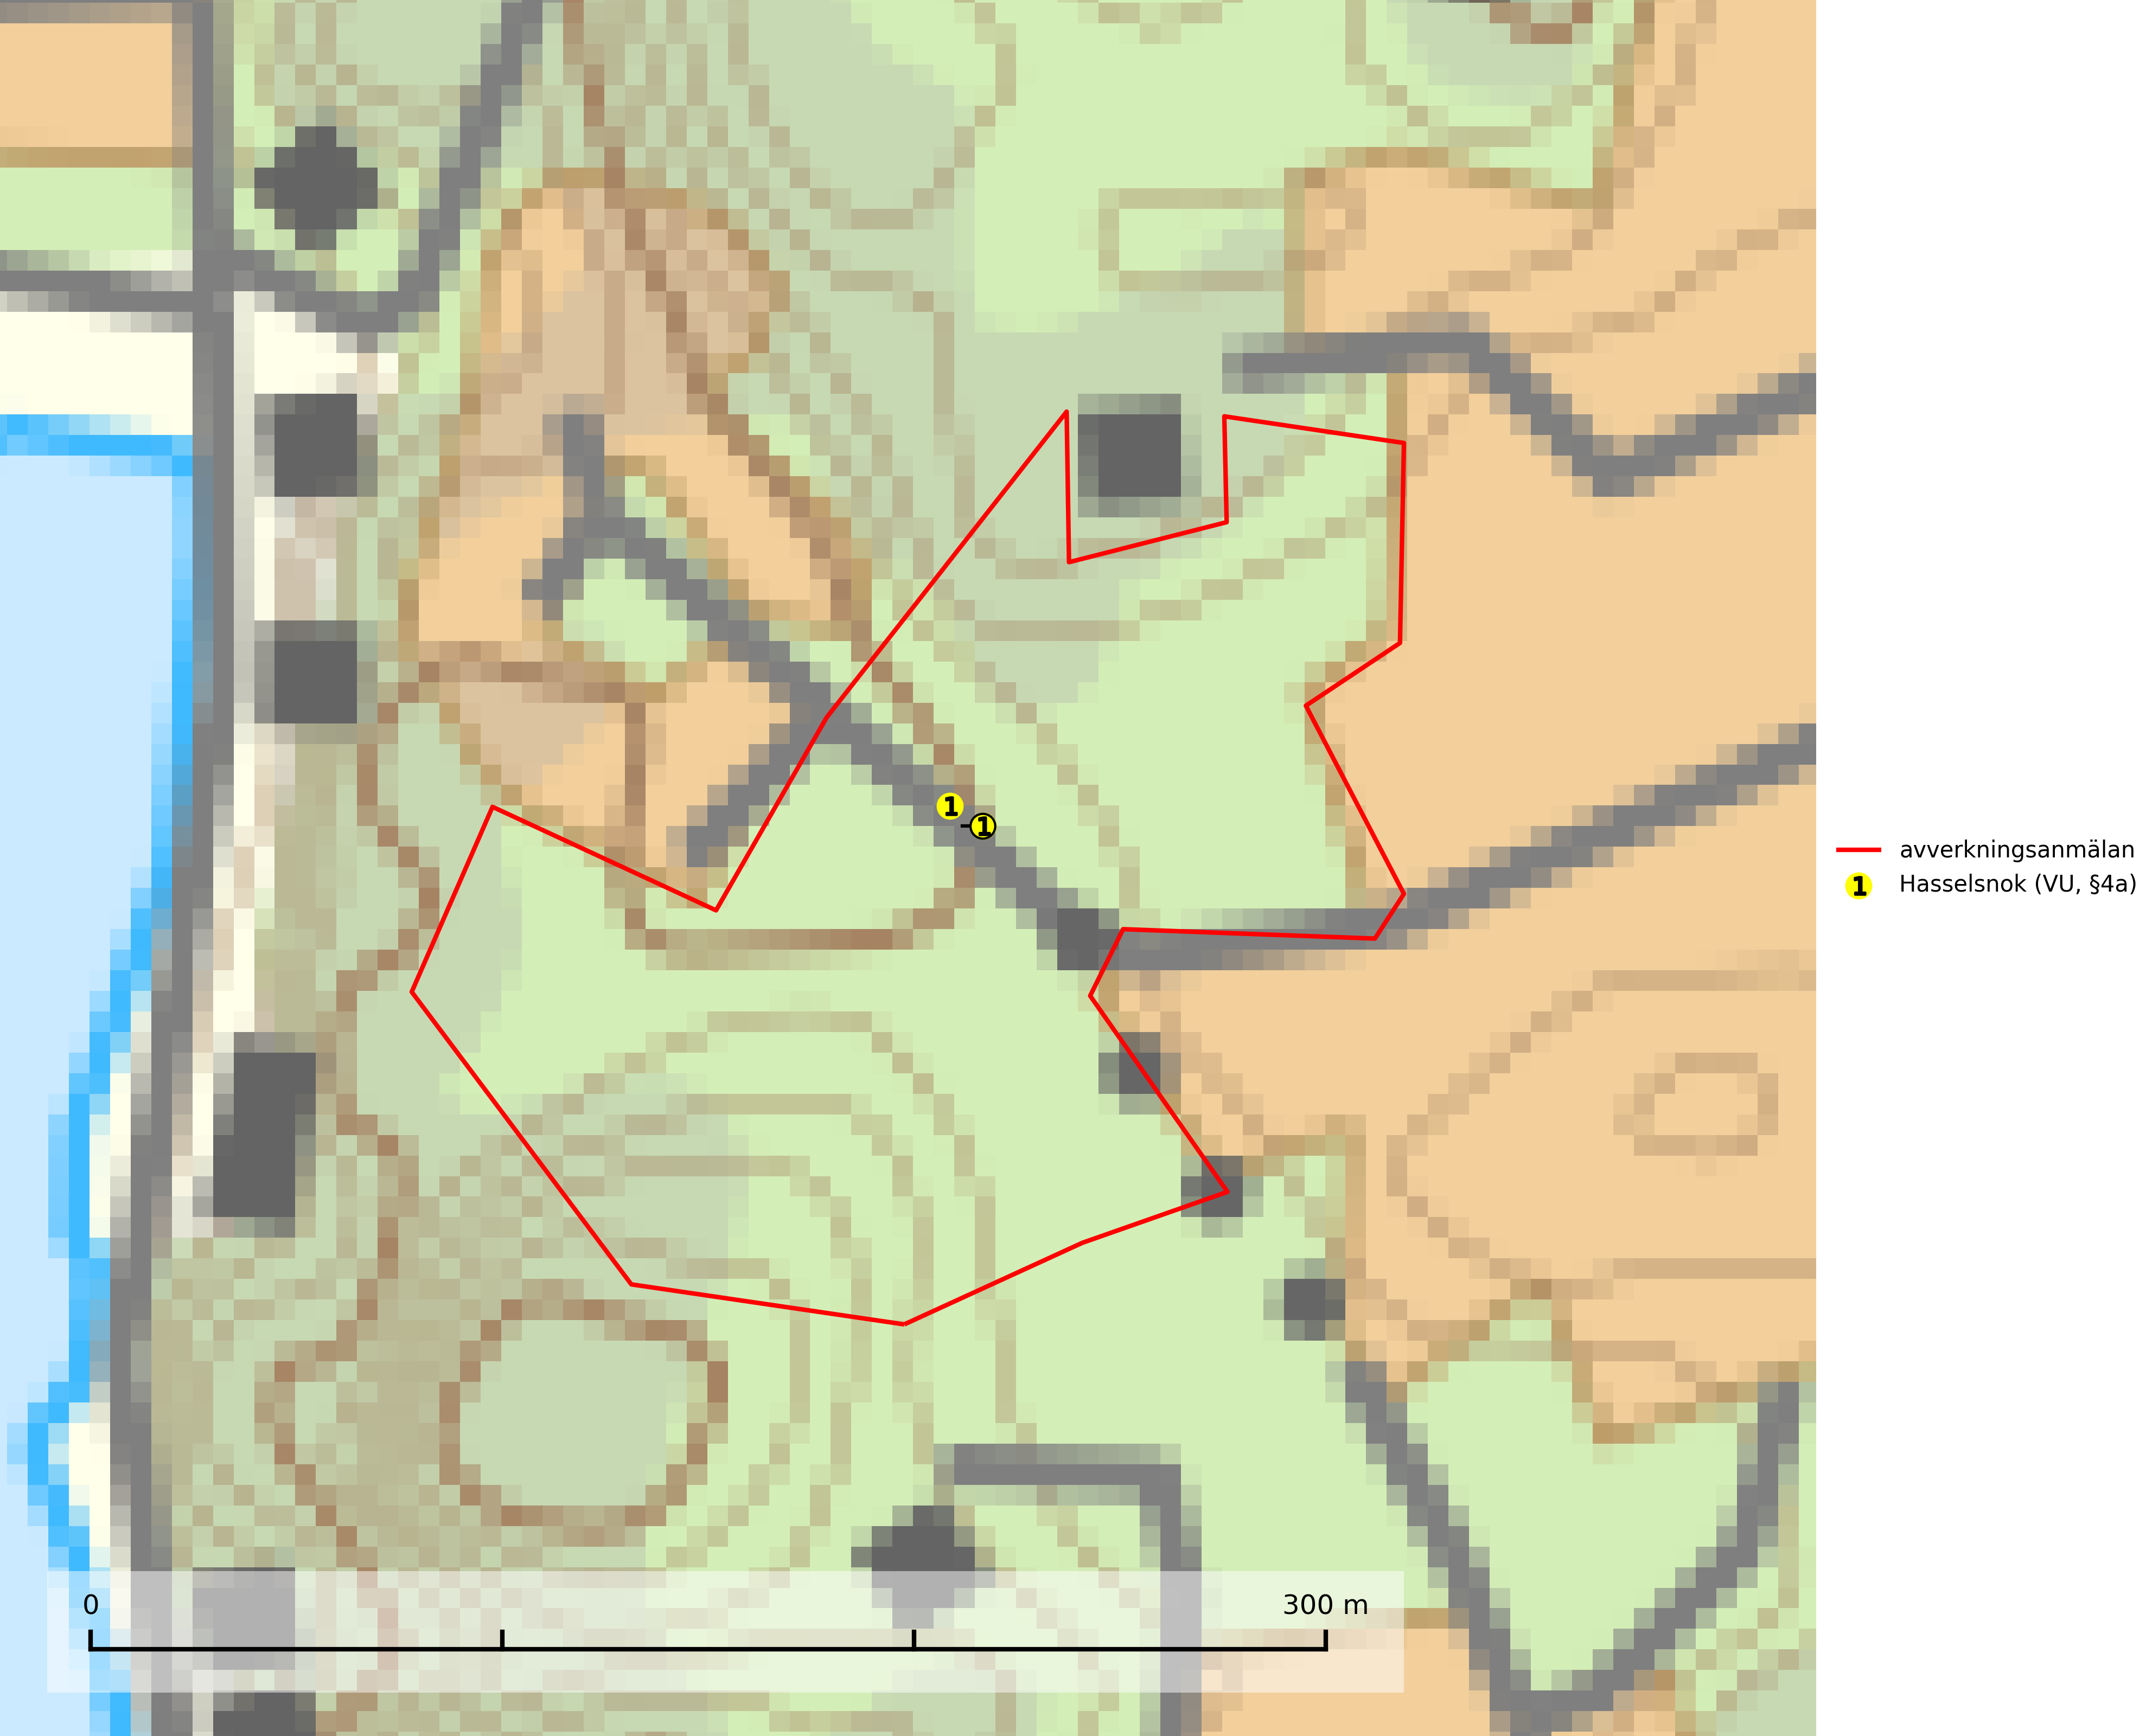 1
1
avverkningsanmälan
1 Hasselsnok (VU, §4a)
0 300 m